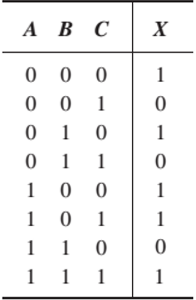 A B C X
0 0 0 1
0 0 1 0
0 1 0 1
0 1 1 0
1 0 0 1
1 0 1 1
1 1 0 0
1 1 1 1